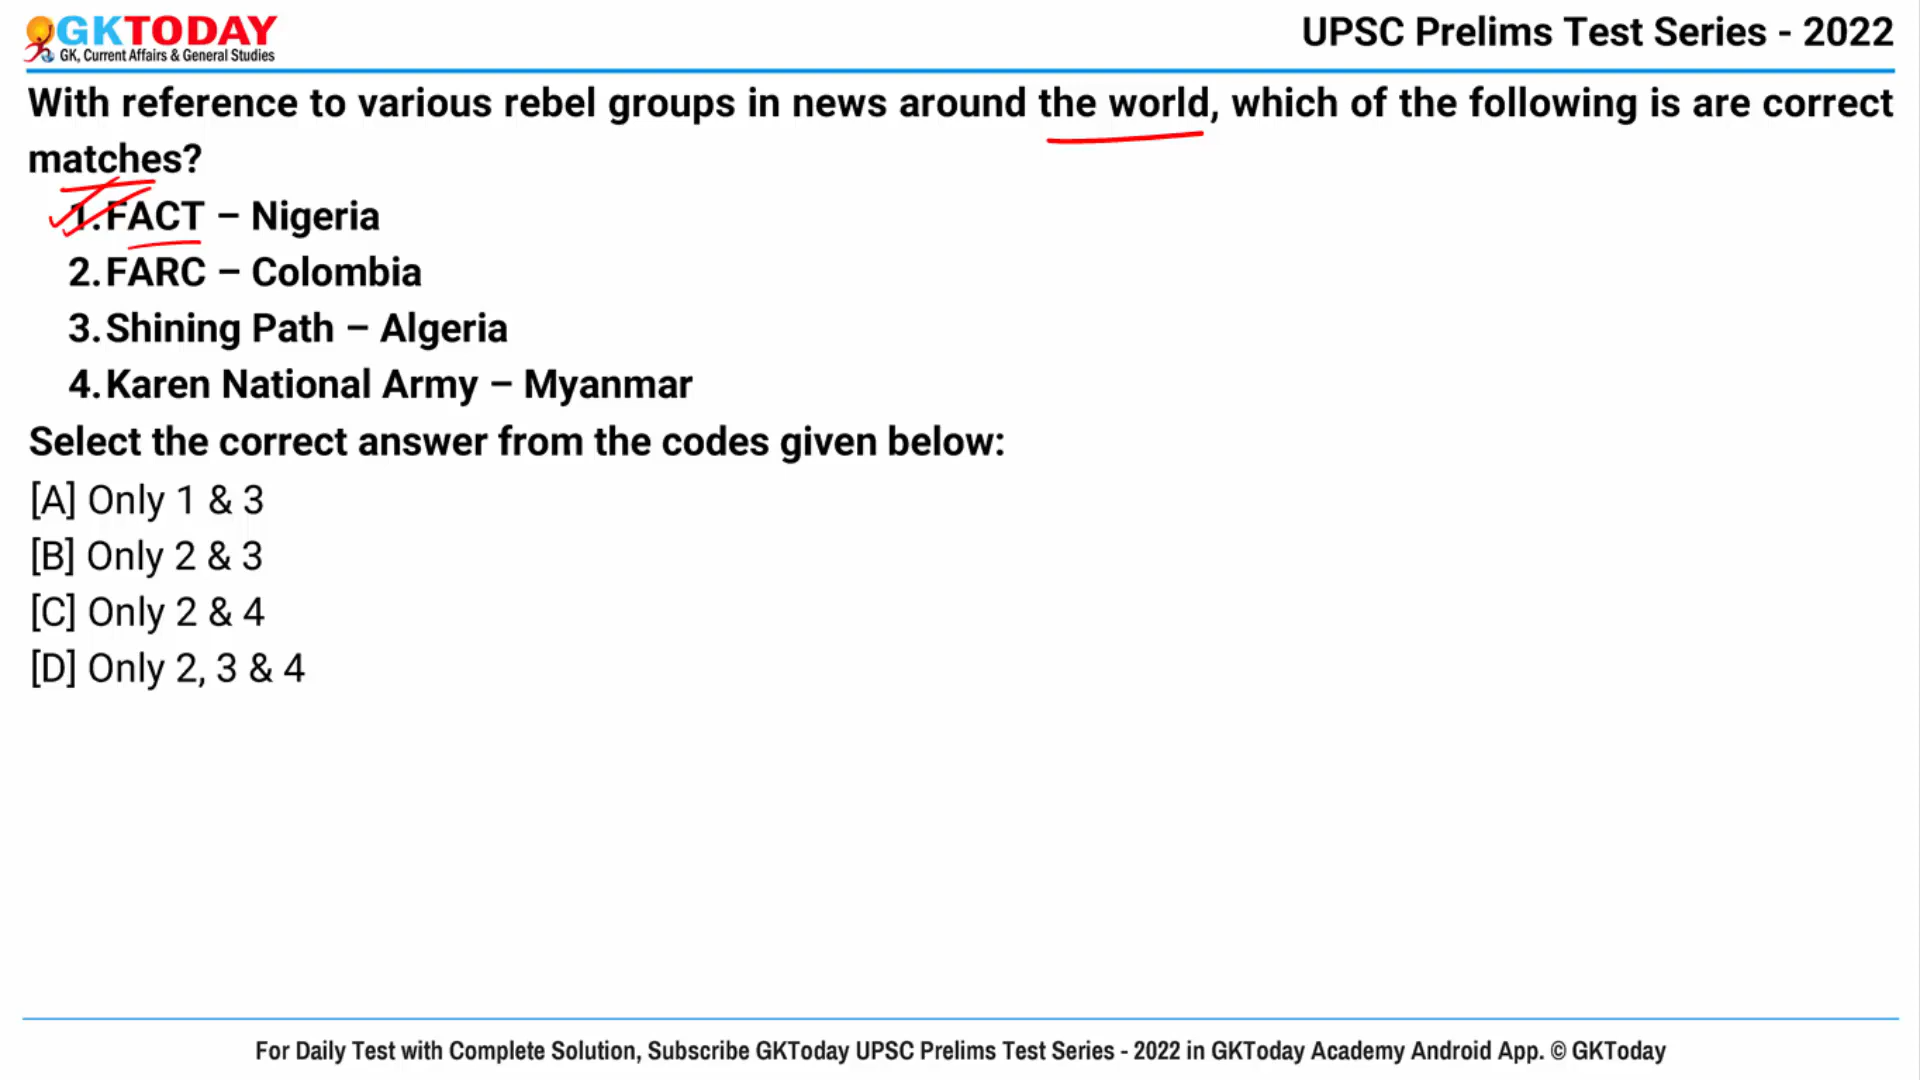 GKTODAY
GK, Current Affairs & General Studies
UPSC Prelims Test Series - 2022
With reference to various rebel groups in news around the world, which of the following is are correct
matches?
1. FACT – Nigeria
2. FARC – Colombia
3. Shining Path – Algeria
4. Karen National Army – Myanmar
Select the correct answer from the codes given below:
[A] Only 1 & 3
[B] Only 2 & 3
[C] Only 2 & 4
[D] Only 2, 3 & 4
For Daily Test with Complete Solution, Subscribe GKToday UPSC Prelims Test Series - 2022 in GKToday Academy Android App. © GKToday